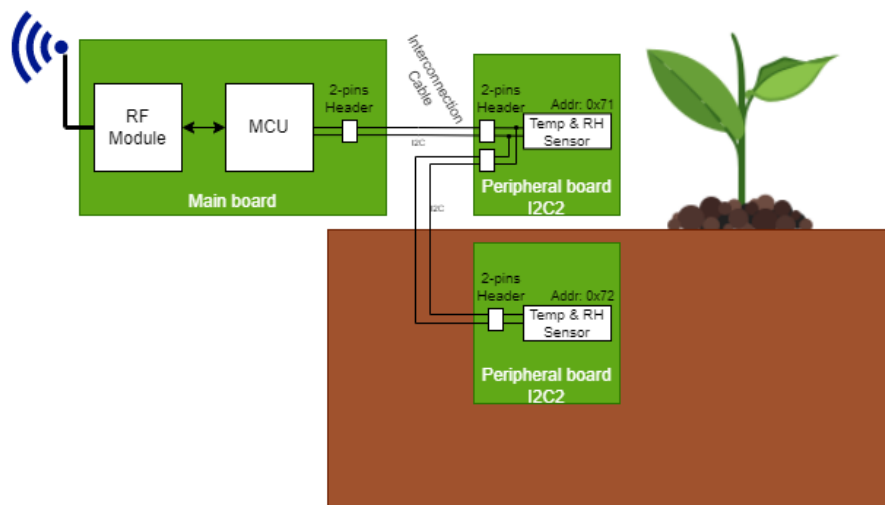 RF
Module
MCU
2-pins
Header
Main board
Interconnection
Cable
I2C
2-pins
Header
Addr: 0x71
Temp & RH
Sensor
Peripheral board
I2C2
I2C
2-pins
Header
Addr: 0x72
Temp & RH
Sensor
Peripheral board
I2C2